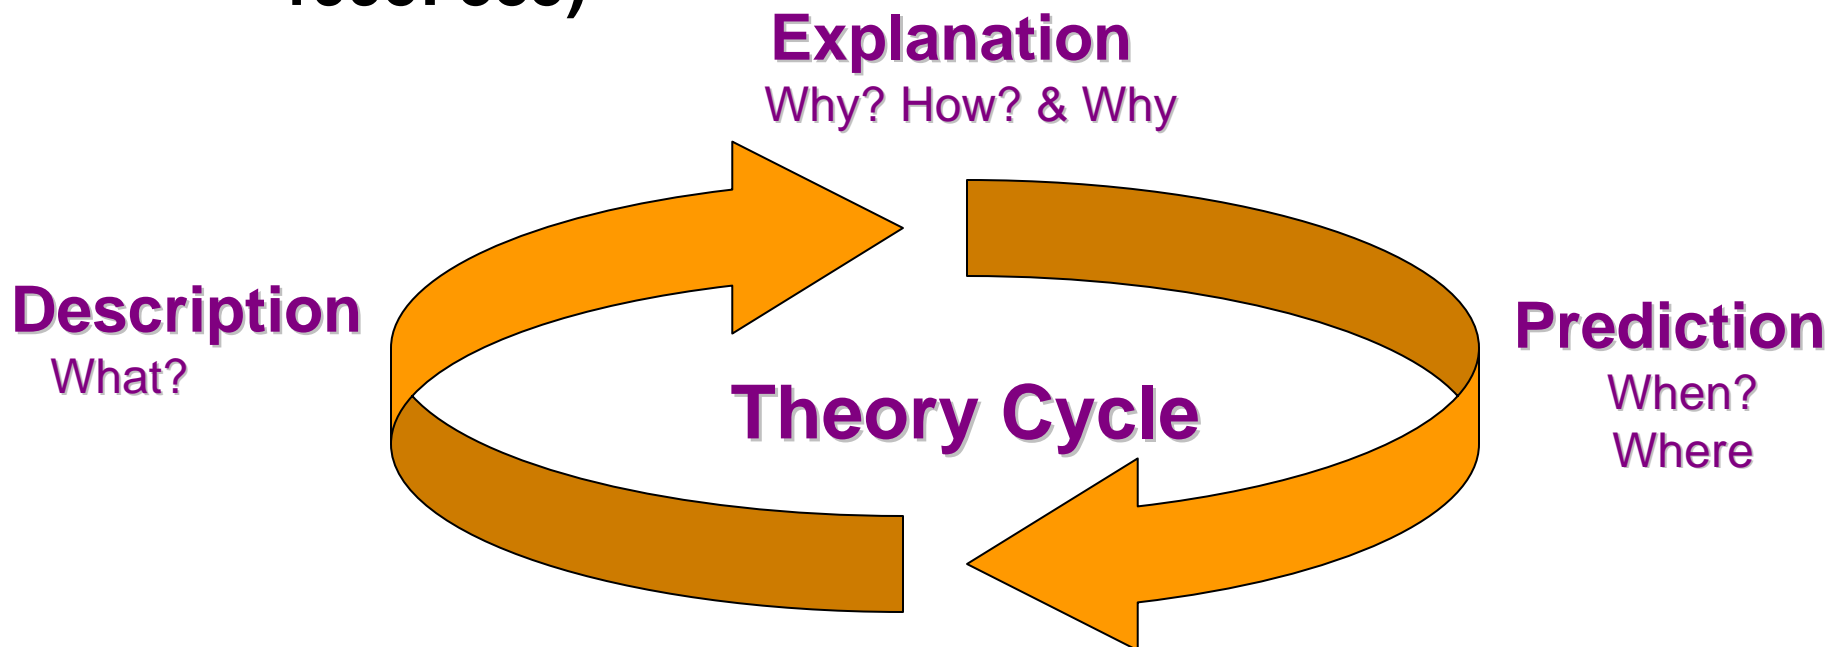 Explanation
Why? How? & Why
Description
What?
Prediction
When?
Where
Theory Cycle